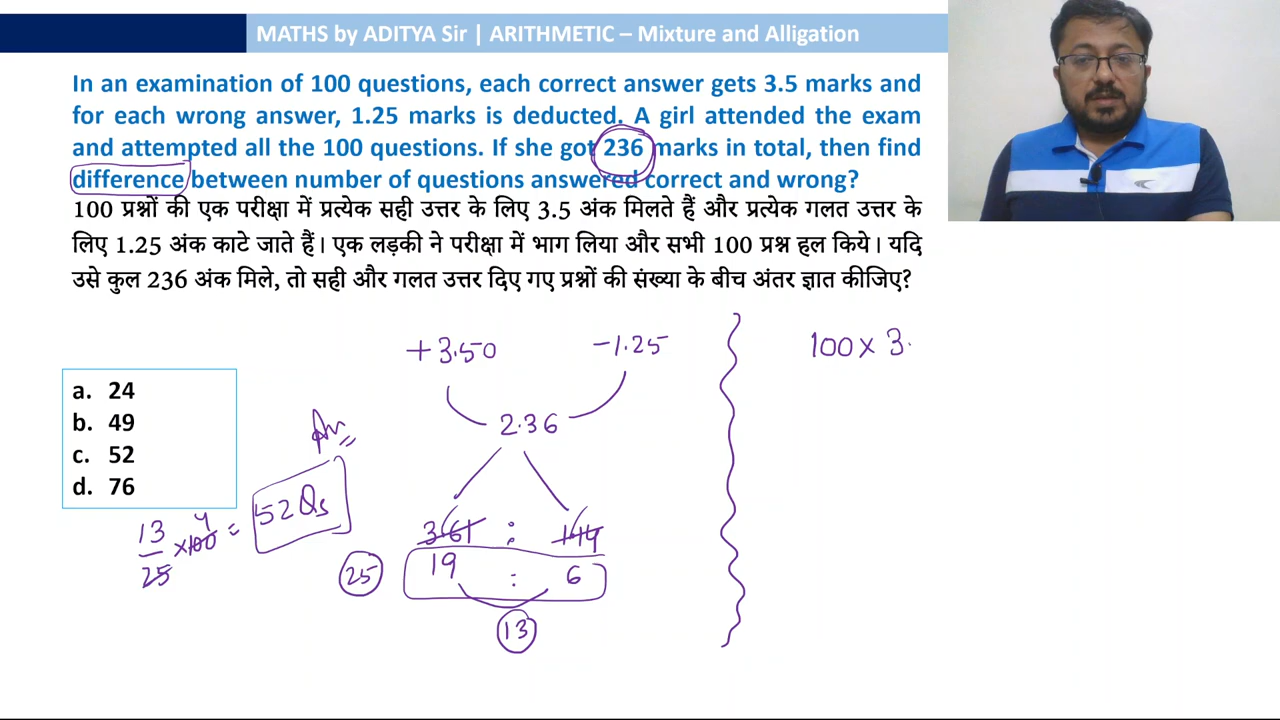 MATHS by ADITYA Sir | ARITHMETIC – Mixture and Alligation
In an examination of 100 questions, each correct answer gets 3.5 marks and
for each wrong answer, 1.25 marks is deducted. A girl attended the exam
and attempted all the 100 questions. If she got 236 marks in total, then find
difference between number of questions answered correct and wrong?
100 प्रश्नों की एक परीक्षा में प्रत्येक सही उत्तर के लिए 3.5 अंक मिलते हैं और प्रत्येक गलत उत्तर के
लिए 1.25 अंक काटे जाते हैं। एक लड़की ने परीक्षा में भाग लिया और सभी 100 प्रश्न हल किये। यदि
उसे कुल 236 अंक मिले, तो सही और गलत उत्तर दिए गए प्रश्नों की संख्या के बीच अंतर ज्ञात कीजिए?
+3.50 -1.25
100 x 3.
a. 24
b. 49
c. 52
d. 76
2.36
Ans
361 : 114
19 : 6
25
13
13/25 x 100 4 = 52 Qs